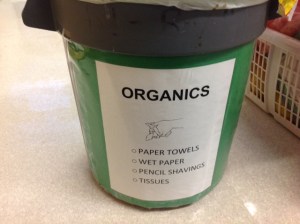 ORGANICS
○ PAPER TOWELS
○ WET PAPER
○ PENCIL SHAVINGS
○ TISSUES